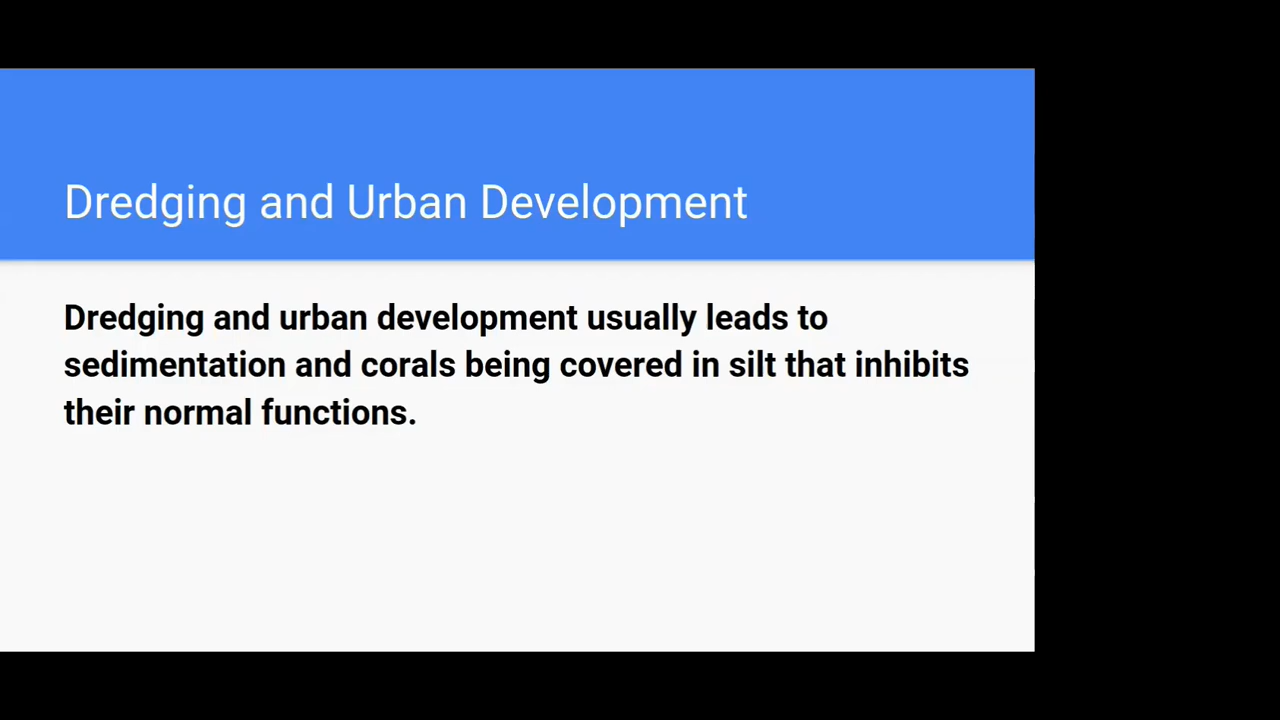 Dredging and Urban Development
Dredging and urban development usually leads to
sedimentation and corals being covered in silt that inhibits
their normal functions.